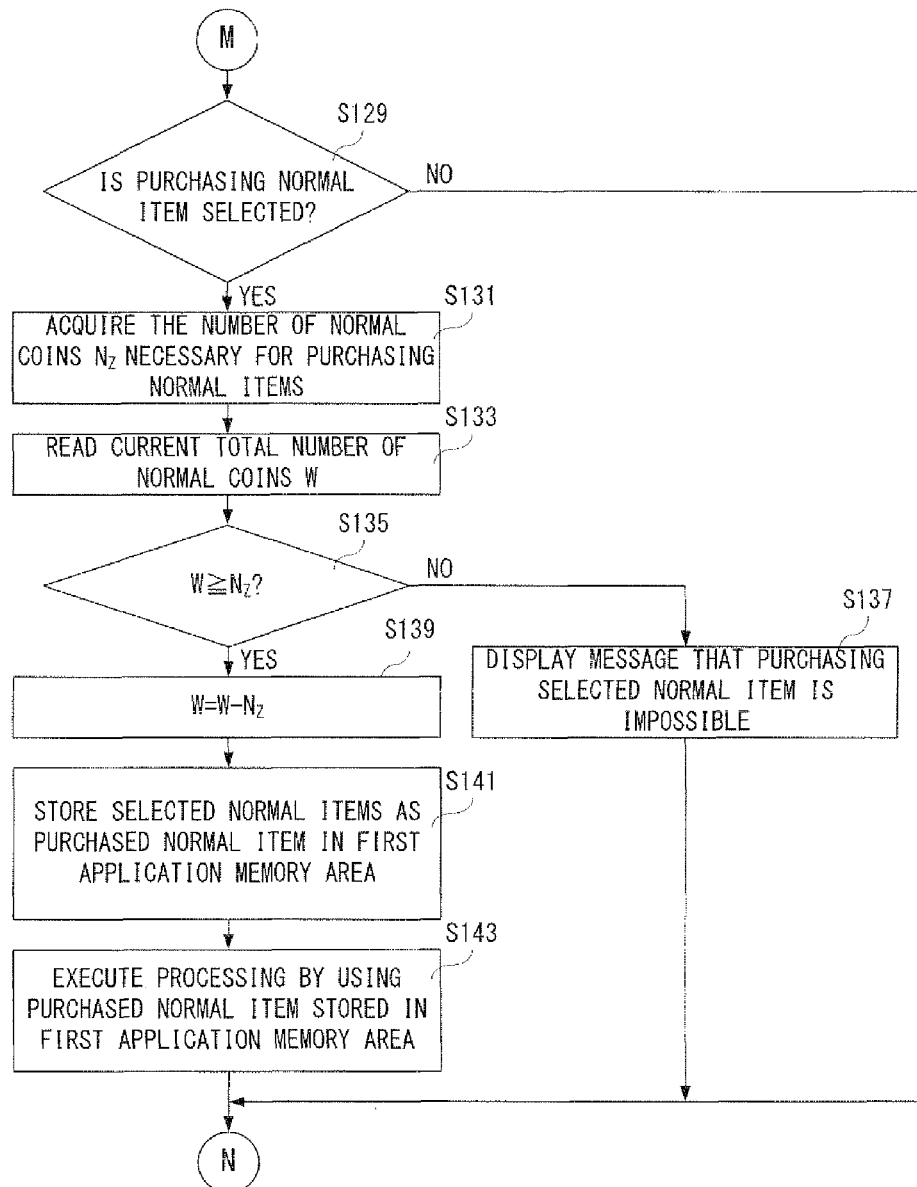 M
S129
IS PURCHASING NORMAL
ITEM SELECTED?
NO
YES
S131
ACQUIRE THE NUMBER OF NORMAL
COINS NZ NECESSARY FOR PURCHASING
NORMAL ITEMS
S133
READ CURRENT TOTAL NUMBER OF
NORMAL COINS W
S135
W≧NZ?
NO
YES
S137
DISPLAY MESSAGE THAT PURCHASING
SELECTED NORMAL ITEM IS
IMPOSSIBLE
S139
W=W-NZ
S141
STORE SELECTED NORMAL ITEMS AS
PURCHASED NORMAL ITEM IN FIRST
APPLICATION MEMORY AREA
S143
EXECUTE PROCESSING BY USING
PURCHASED NORMAL ITEM STORED IN
FIRST APPLICATION MEMORY AREA
N